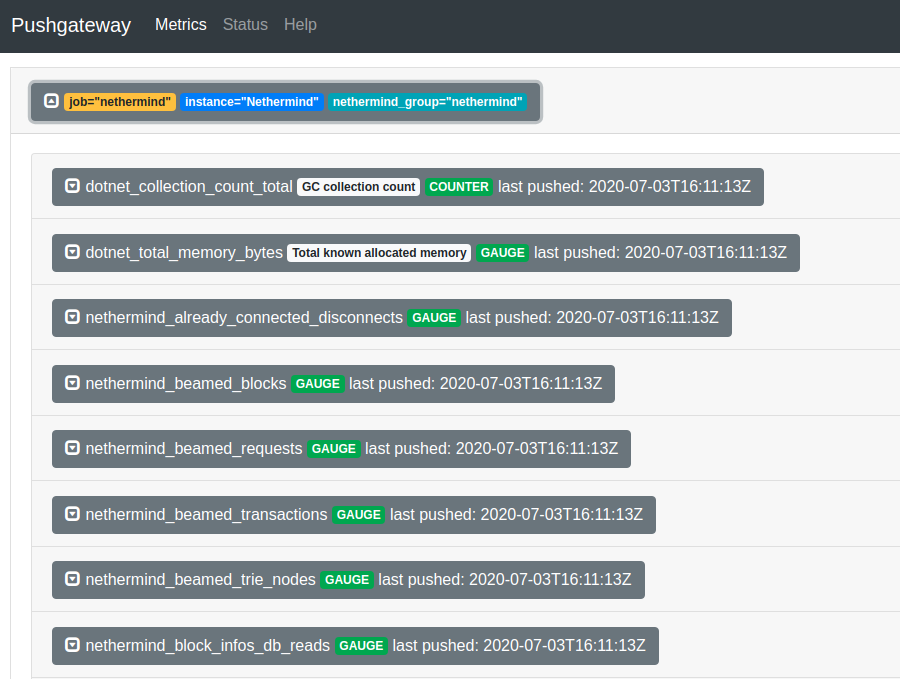 Pushgateway Metrics Status Help
job="nethermind" instance="Nethermind" nethermind_group="nethermind"
dotnet_collection_count_total GC collection count COUNTER last pushed: 2020-07-03T16:11:13Z
dotnet_total_memory_bytes Total known allocated memory GAUGE last pushed: 2020-07-03T16:11:13Z
nethermind_already_connected_disconnects GAUGE last pushed: 2020-07-03T16:11:13Z
nethermind_beamed_blocks GAUGE last pushed: 2020-07-03T16:11:13Z
nethermind_beamed_requests GAUGE last pushed: 2020-07-03T16:11:13Z
nethermind_beamed_transactions GAUGE last pushed: 2020-07-03T16:11:13Z
nethermind_beamed_trie_nodes GAUGE last pushed: 2020-07-03T16:11:13Z
nethermind_block_infos_db_reads GAUGE last pushed: 2020-07-03T16:11:13Z